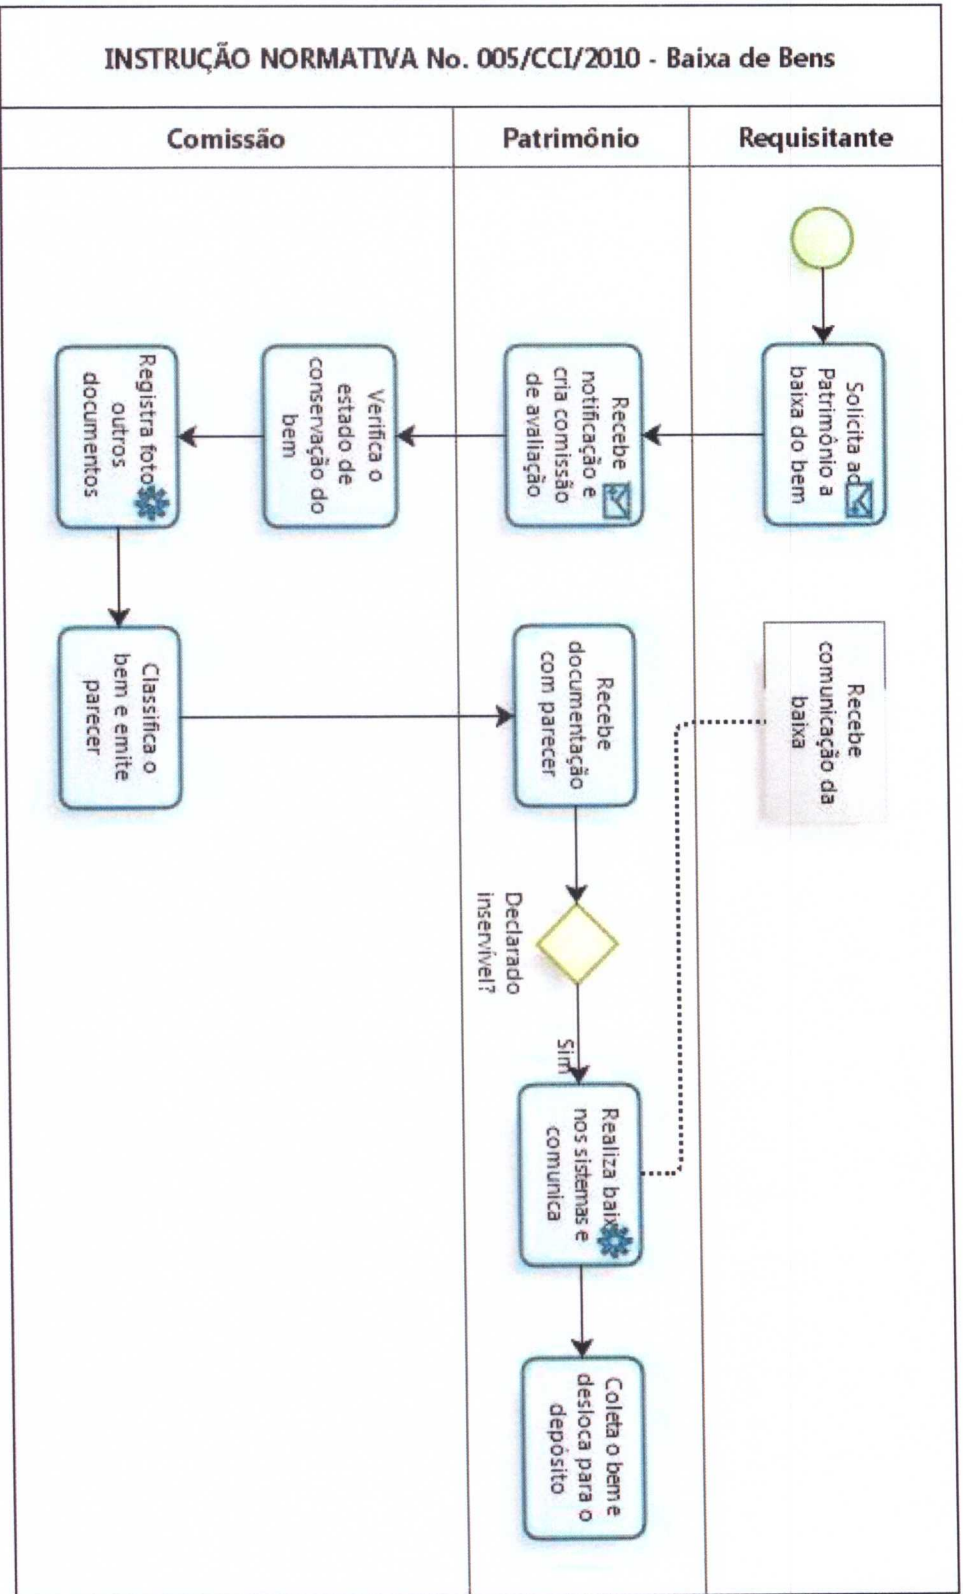 INSTRUÇÃO NORMATIVA No. 005/CCI/2010 - Baixa de Bens
Requisitante
Patrimônio
Comissão
Solicita ao
Patrimônio a
baixa do bem
Recebe
comunicação da
baixa
Recebe
notificação e
cria comissão
de avaliação
Recebe
documentação
com parecer
Declarado
inservível?
Sim
Realiza baixa
nos sistemas e
comunica
Coleta o bem e
desloca para o
depósito
Verifica o
estado de
conservação do
bem
Registra foto
outros
documentos
Classifica o
bem e emite
parecer